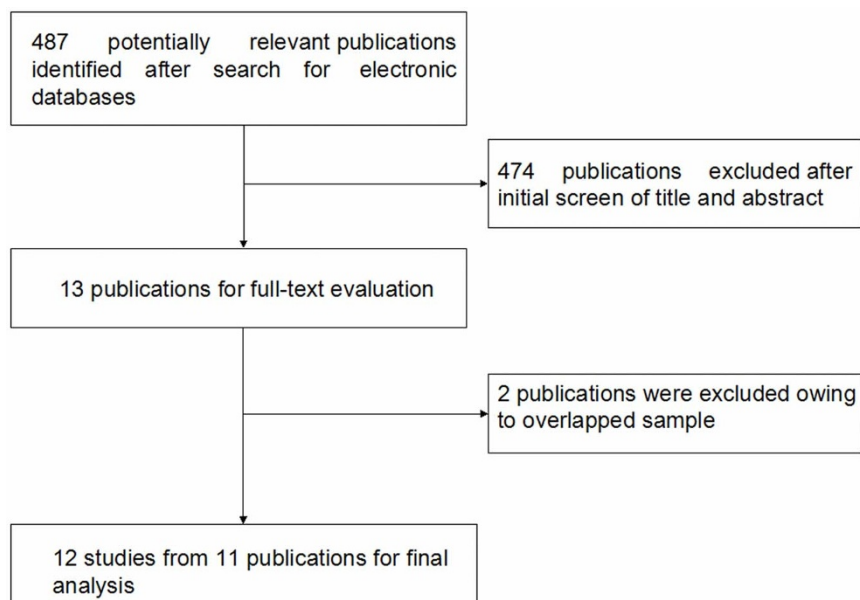 487 potentially relevant publications
identified after search for electronic
databases
474 publications excluded after
initial screen of title and abstract
13 publications for full-text evaluation
2 publications were excluded owing
to overlapped sample
12 studies from 11 publications for final
analysis